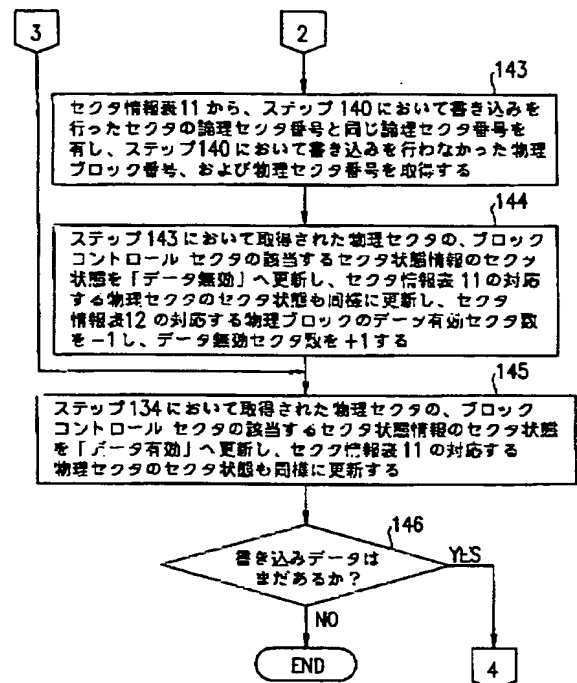 3
2
143
セクタ情報表11から、ステップ140において書き込みを
行ったセクタの論理セクタ番号と同じ論理セクタ番号を
有し、ステップ140において書き込みを行わなかった物理
ブロック番号、および物理セクタ番号を取得する
144
ステップ143において取得された物理セクタの、ブロック
コントロール セクタの該当するセクタ状態情報のセクタ
状態を「データ無効」へ更新し、セクタ情報表11の対応
する物理セクタのセクタ状態も同様に更新し、セクタ
情報表12の対応する物理ブロックのデータ有効セクタ数
を-1し、データ無効セクタ数を+1する
145
ステップ134において取得された物理セクタの、ブロック
コントロール セクタの該当するセクタ状態情報のセクタ状態
を「データ有効」へ更新し、セクタ情報表11の対応する
物理セクタのセクタ状態も同様に更新する
146
書き込みデータは
まだあるか?
YES
NO
END
4